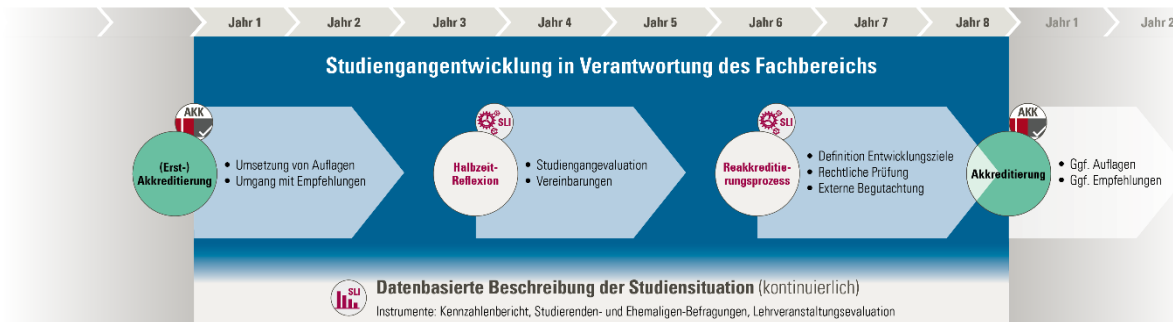 Jahr 1 Jahr 2 Jahr 3 Jahr 4 Jahr 5 Jahr 6 Jahr 7 Jahr 8 Jahr 1 Jahr 2
Studiengangentwicklung in Verantwortung des Fachbereichs
AKK
(Erst-)
Akkreditierung
• Umsetzung von Auflagen
• Umgang mit Empfehlungen
SLI
Halbzeit-
Reflexion
• Studiengangevaluation
• Vereinbarungen
SLI
Reakkreditie-
rungsprozess
• Definition Entwicklungsziele
• Rechtliche Prüfung
• Externe Begutachtung
AKK
Akkreditierung
• Ggf. Auflagen
• Ggf. Empfehlungen
SLI
Datenbasierte Beschreibung der Studiensituation (kontinuierlich)
Instrumente: Kennzahlenbericht, Studierenden- und Ehemaligen-Befragungen, Lehrveranstaltungsevaluation